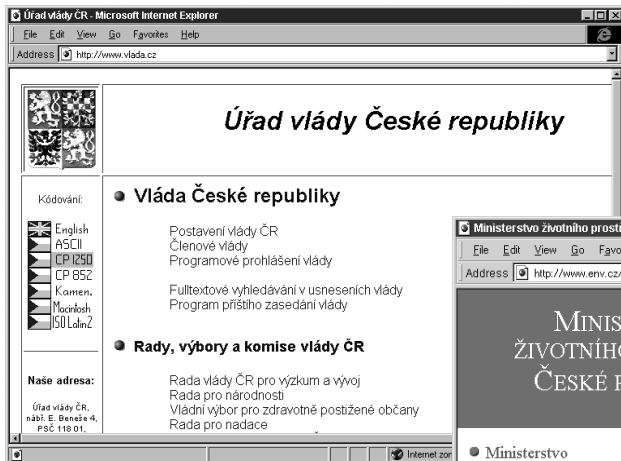 Úřad vlády ČR - Microsoft Internet Explorer
File Edit View Go Favorites Help
Address http://www.vlada.cz
Úřad vlády České republiky
Kódování:
English
ASCII
CP 1250
CP 852
Kamen.
Macintosh
ISO Latin2
Naše adresa:
Úřad vlády ČR,
nábř. E. Beneše 4,
PSČ 118 01,
Vláda České republiky
Postavení vlády ČR
Členové vlády
Programové prohlášení vlády
Fulltextové vyhledávání v usneseních vlády
Program příštího zasedání vlády
Rady, výbory a komise vlády ČR
Rada vlády ČR pro výzkum a vývoj
Rada pro národnosti
Vládní výbor pro zdravotně postižené občany
Rada pro nadace
Internet zon
Ministerstvo životního prostř
File Edit View Go Favo
Address http://www.env.cz/
MINIS
ŽIVOTNÍH
ČESKÉ
Ministerstvo